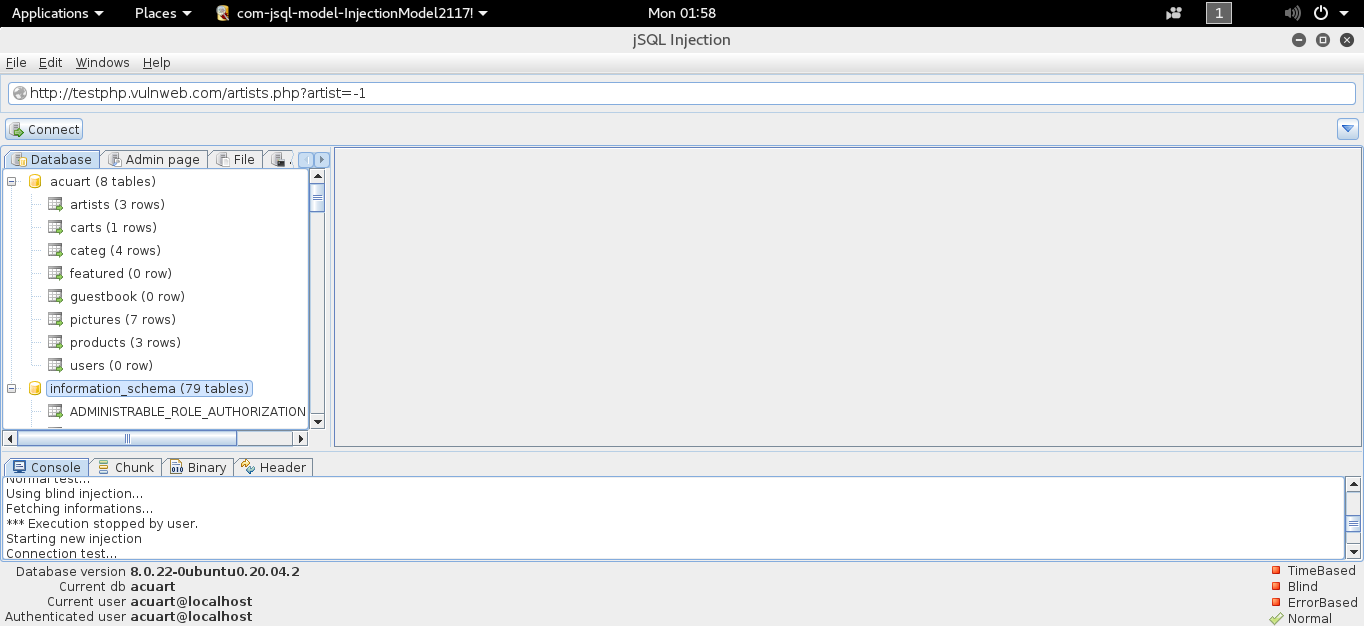 Applications Places com-jsql-model-InjectionModel2117! Mon 01:58 1
jSQL Injection
File Edit Windows Help
http://testphp.vulnweb.com/artists.php?artist=-1
Connect
Database Admin page File
acuart (8 tables)
artists (3 rows)
carts (1 rows)
categ (4 rows)
featured (0 row)
guestbook (0 row)
pictures (7 rows)
products (3 rows)
users (0 row)
information_schema (79 tables)
ADMINISTRABLE_ROLE_AUTHORIZATION
Console Chunk Binary Header
Normal test...
Using blind injection...
Fetching informations...
*** Execution stopped by user.
Starting new injection
Connection test...
Database version 8.0.22-0ubuntu0.20.04.2
Current db acuart
Current user acuart@localhost
Authenticated user acuart@localhost
TimeBased
Blind
ErrorBased
Normal